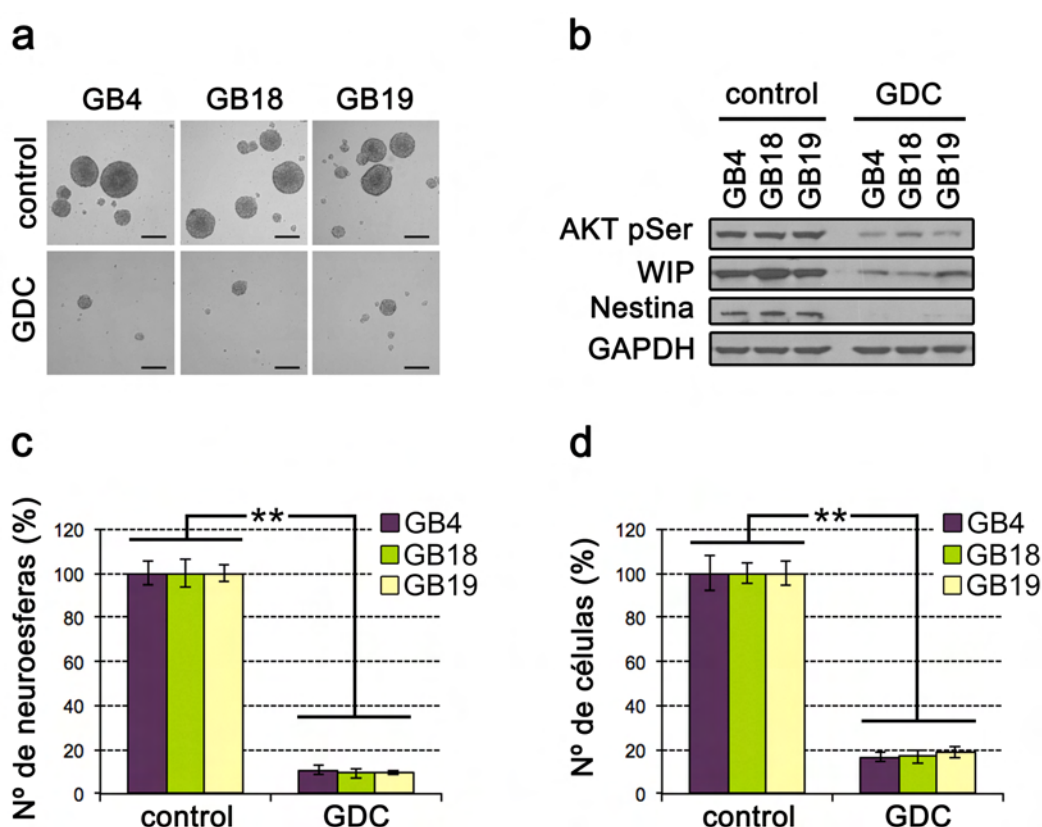 a
GB4 GB18 GB19
control
GDC
b
control GDC
GB4 GB18 GB19 GB4 GB18 GB19
AKT pSer
WIP
Nestina
GAPDH
c
Nº de neuroesferas (%)
120
100
80
60
40
20
0
**
GB4
GB18
GB19
control GDC
d
Nº de células (%)
120
100
80
60
40
20
0
**
GB4
GB18
GB19
control GDC